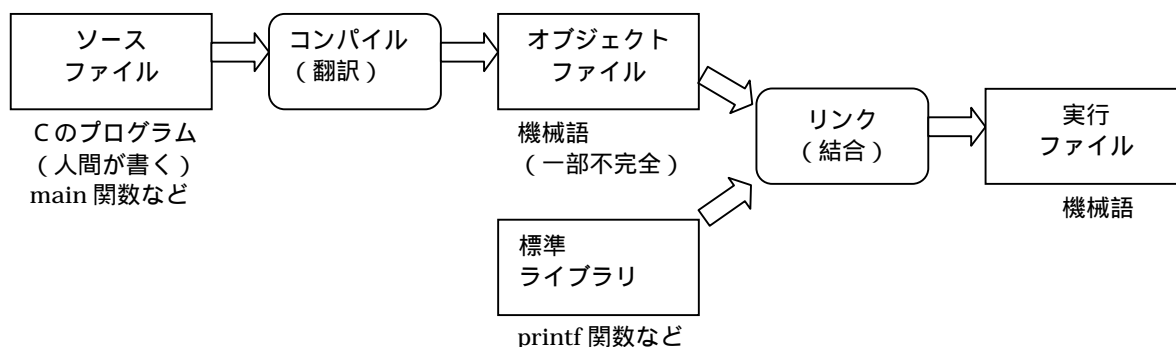 ソース
ファイル
コンパイル
（翻訳）
オブジェクト
ファイル
リンク
（結合）
実行
ファイル
Cのプログラム
（人間が書く）
main 関数など
機械語
（一部不完全）
機械語
標準
ライブラリ
printf 関数など